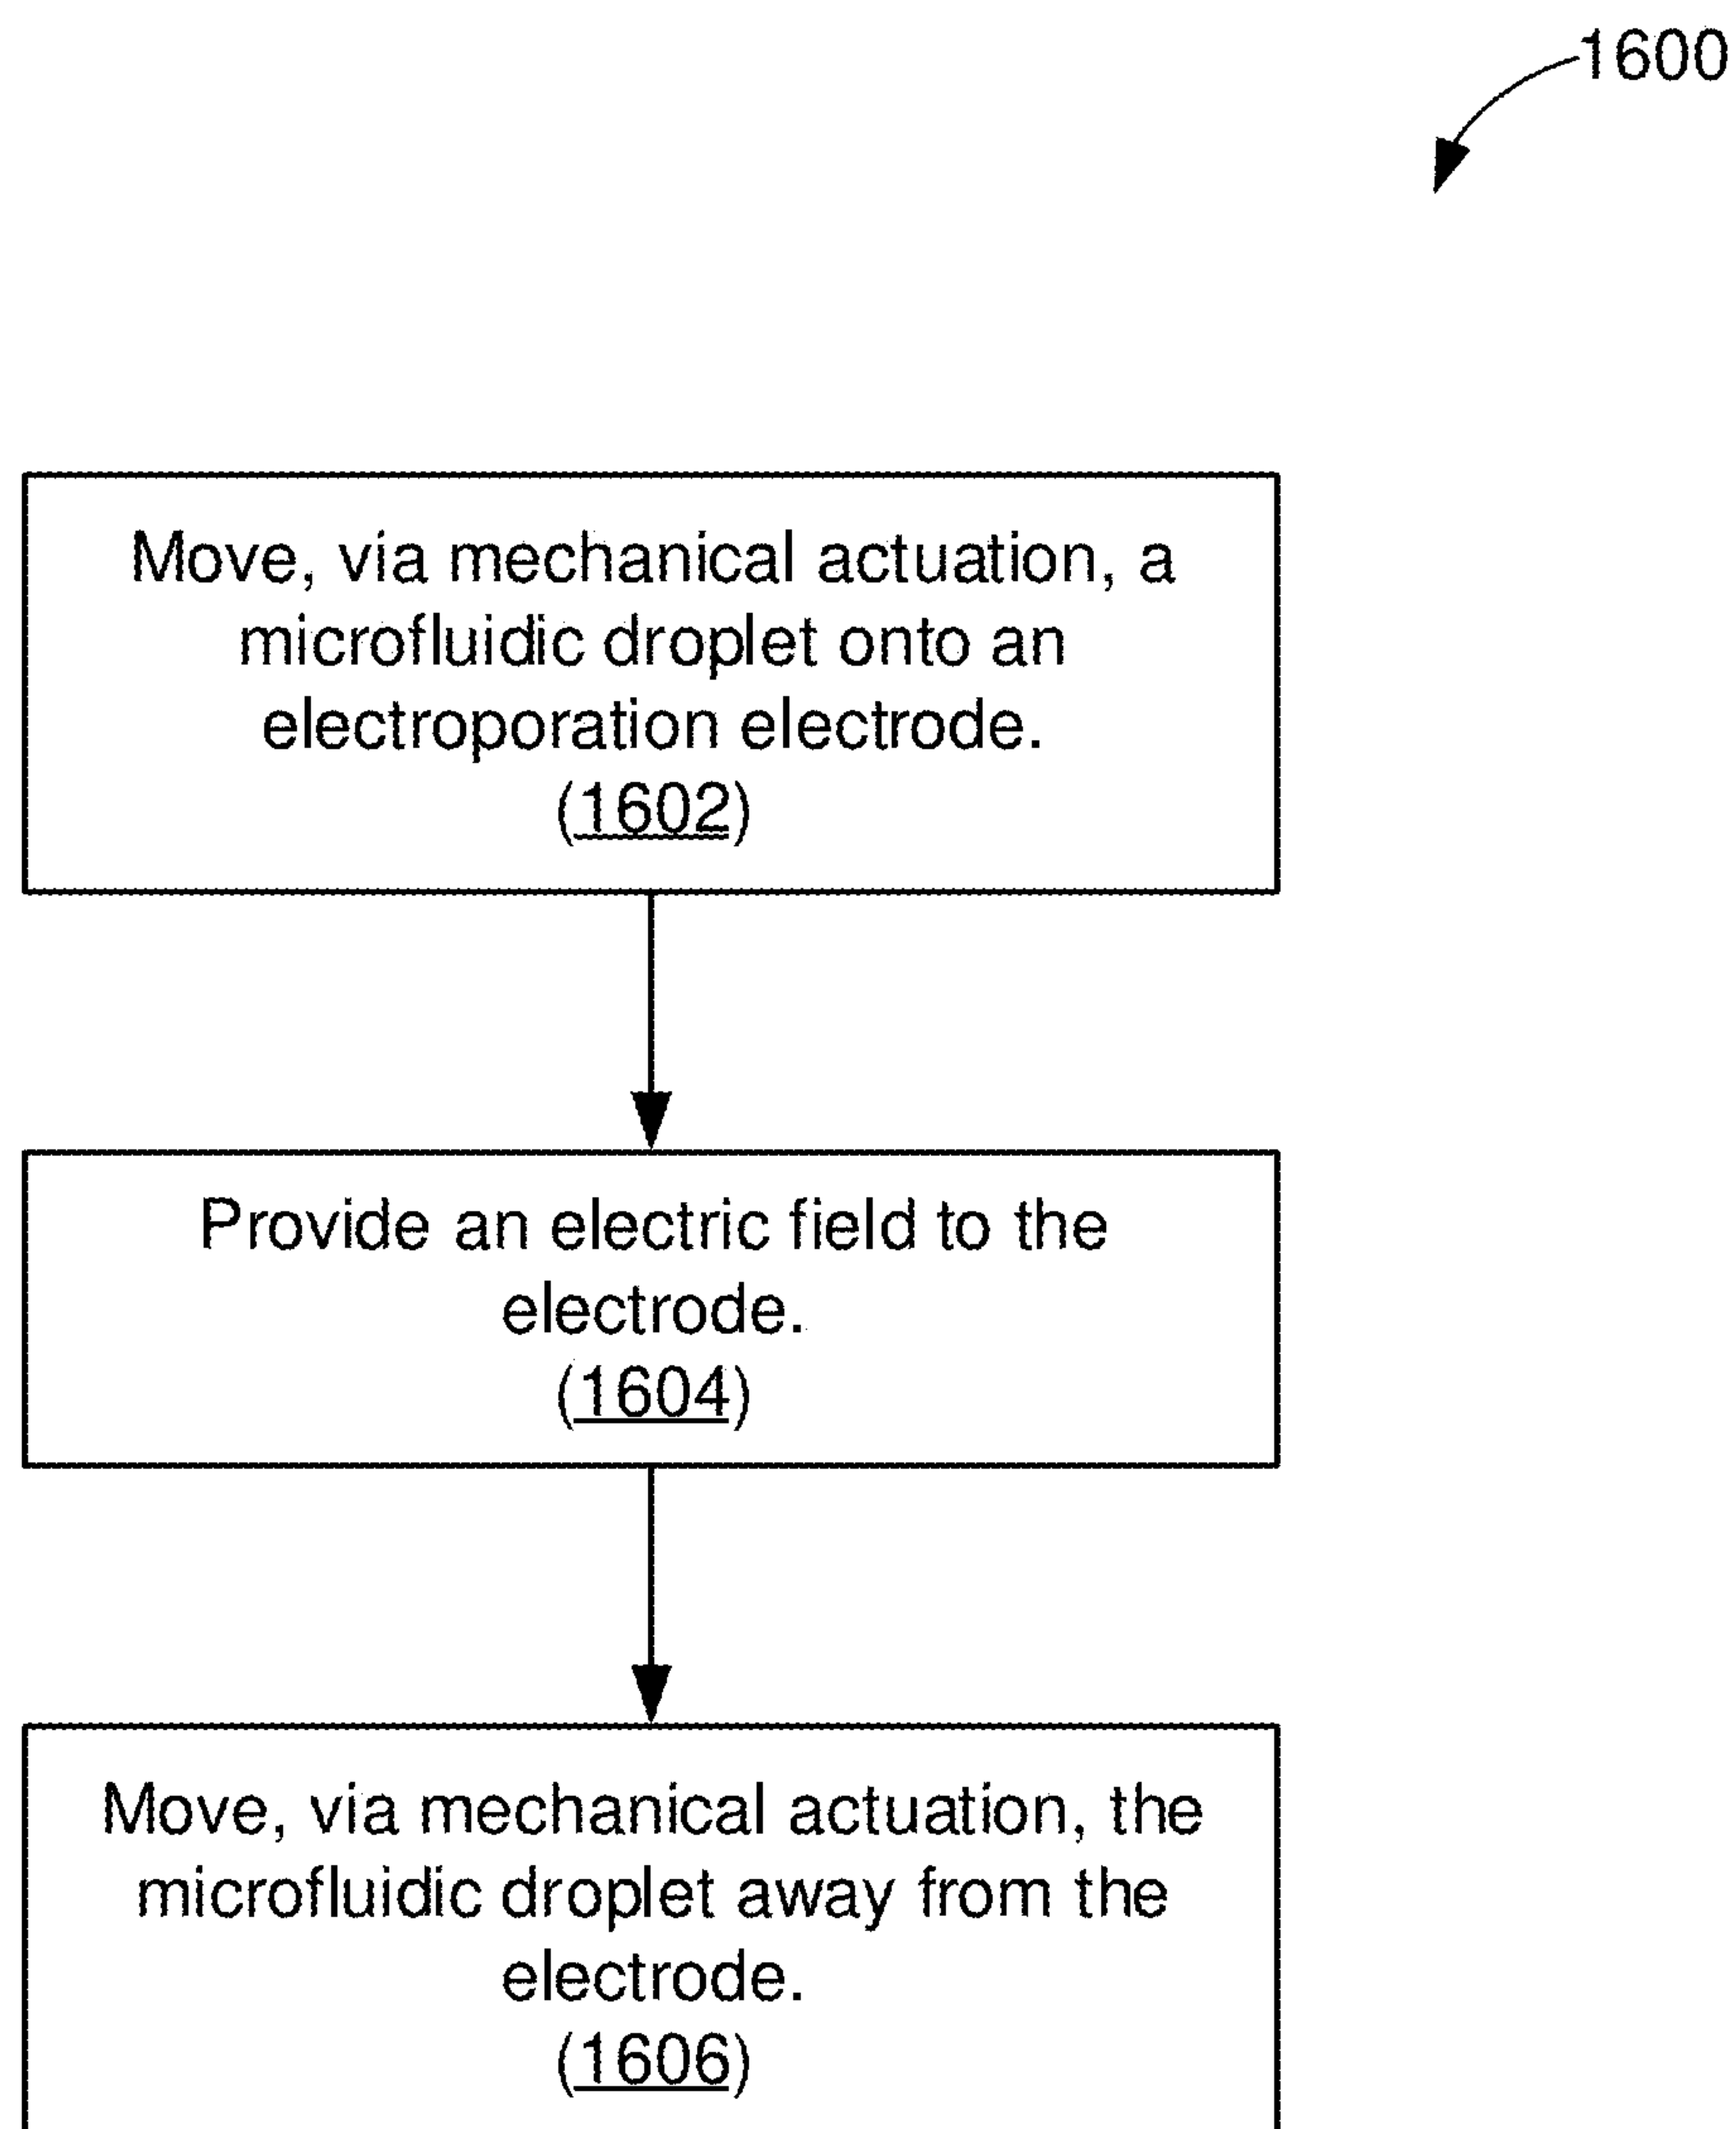 1600
Move, via mechanical actuation, a
microfluidic droplet onto an
electroporation electrode.
(1602)
Provide an electric field to the
electrode.
(1604)
Move, via mechanical actuation, the
microfluidic droplet away from the
electrode.
(1606)